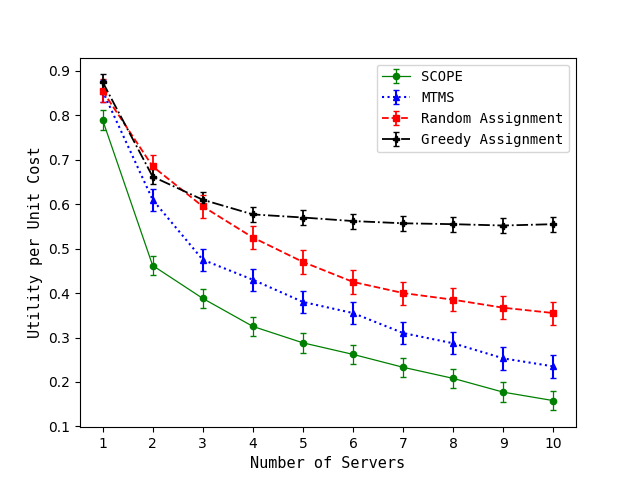 SCOPE
MTMS
Random Assignment
Greedy Assignment
Utility per Unit Cost
0.9
0.8
0.7
0.6
0.5
0.4
0.3
0.2
0.1
1 2 3 4 5 6 7 8 9 10
Number of Servers